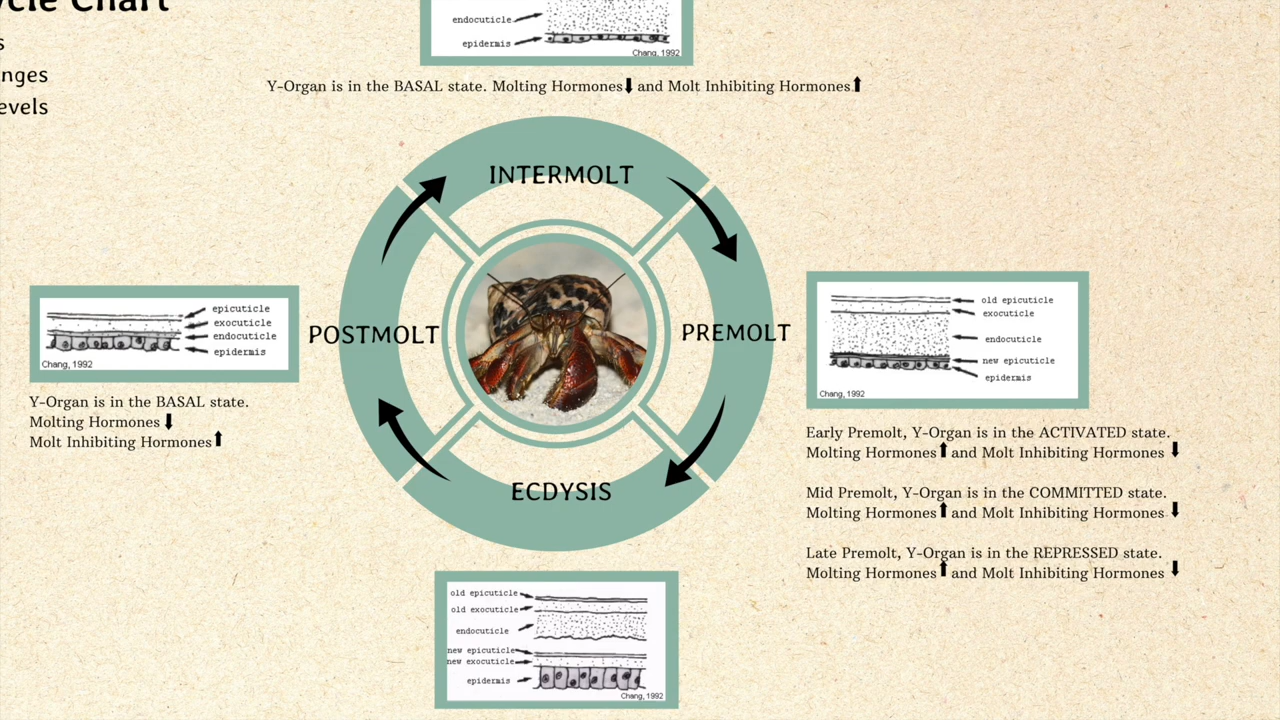 cle Chart
s
nges
evels
endocuticle
epidermis
Chang, 1992
Y-Organ is in the BASAL state. Molting Hormones⬇ and Molt Inhibiting Hormones⬆
INTERMOLT
POSTMOLT
PREMOLT
ECDYSIS
epicuticle
exocuticle
endocuticle
epidermis
Chang, 1992
Y-Organ is in the BASAL state.
Molting Hormones ⬇
Molt Inhibiting Hormones⬆
old epicuticle
exocuticle
endocuticle
new epicuticle
epidermis
Chang, 1992
Early Premolt, Y-Organ is in the ACTIVATED state.
Molting Hormones⬆ and Molt Inhibiting Hormones ⬇
Mid Premolt, Y-Organ is in the COMMITTED state.
Molting Hormones⬆ and Molt Inhibiting Hormones ⬇
Late Premolt, Y-Organ is in the REPRESSED state.
Molting Hormones⬆ and Molt Inhibiting Hormones ⬇
old epicuticle
old exocuticle
endocuticle
new epicuticle
new exocuticle
epidermis
Chang, 1992